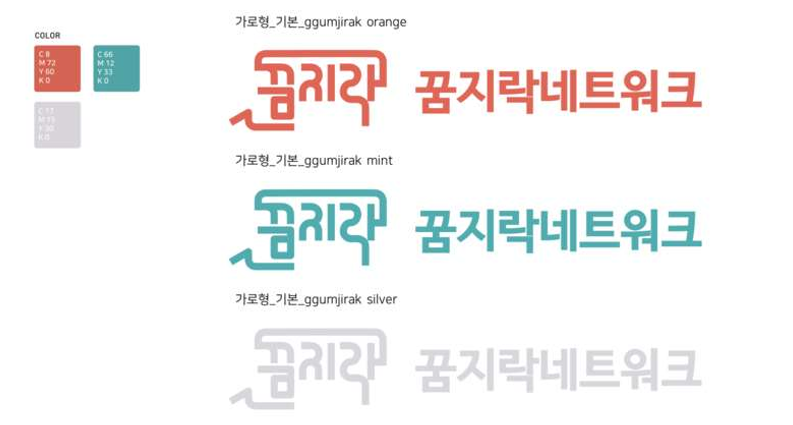 COLOR
C 8
M 72
Y 60
K 0
C 66
M 12
Y 33
K 0
C 17
M 15
K 0
가로형_기본_ggumjirak orange
꿈지락 꿈지락네트워크
가로형_기본_ggumjirak mint
꿈지락 꿈지락네트워크
가로형_기본_ggumjirak silver
꿈지락 꿈지락네트워크